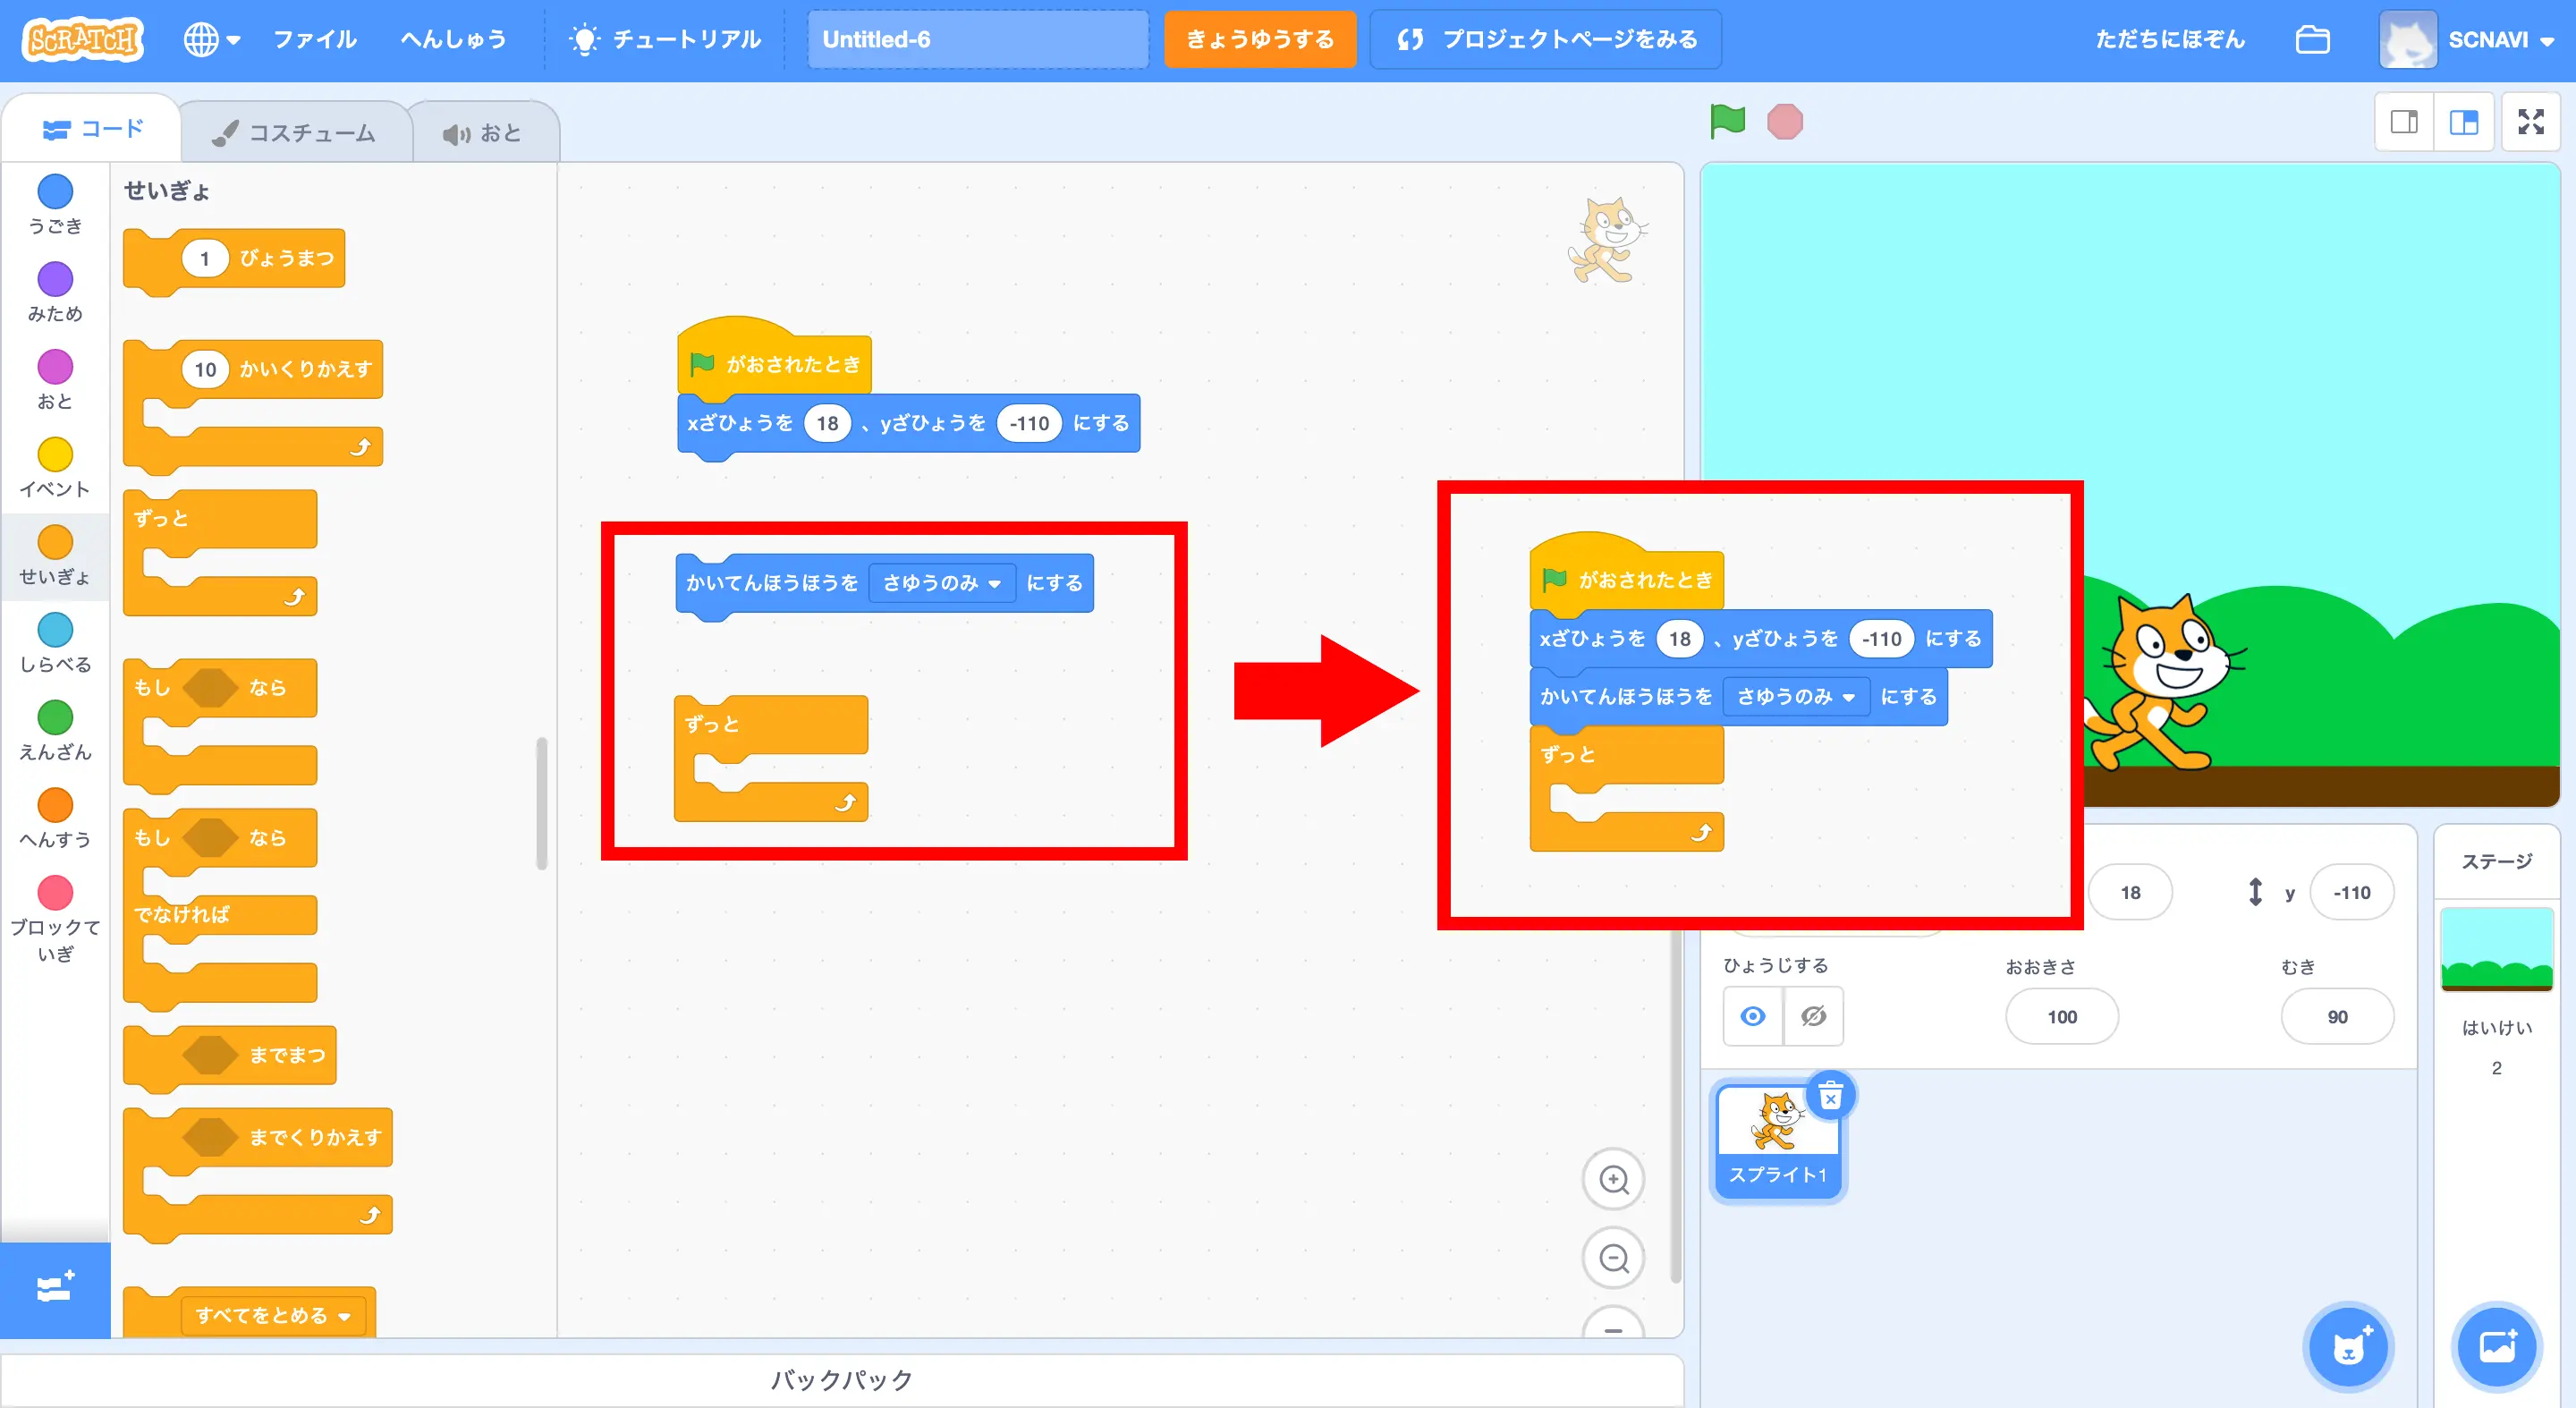 SCRATCH
ファイル
へんしゅう
チュートリアル
Untitled-6
きょうゆうする
プロジェクトページをみる
ただちにほぞん
SCNAVI
コード
コスチューム
おと
うごき
みため
おと
イベント
せいぎょ
しらべる
えんざん
へんすう
ブロックて
いぎ
せいぎょ
1 びょうまつ
10 かいくりかえす
ずっと
もし なら
もし なら
でなければ
までまつ
までくりかえす
すべてをとめる
がおされたとき
xざひょうを 18 、yざひょうを -110 にする
かいてんほうほうを さゆうのみ にする
ずっと
がおされたとき
xざひょうを 18 、yざひょうを -110 にする
かいてんほうほうを さゆうのみ にする
ずっと
18
y -110
ひょうじする
おおきさ
むき
100
90
スプライト1
ステージ
はいけい
2
バックパック